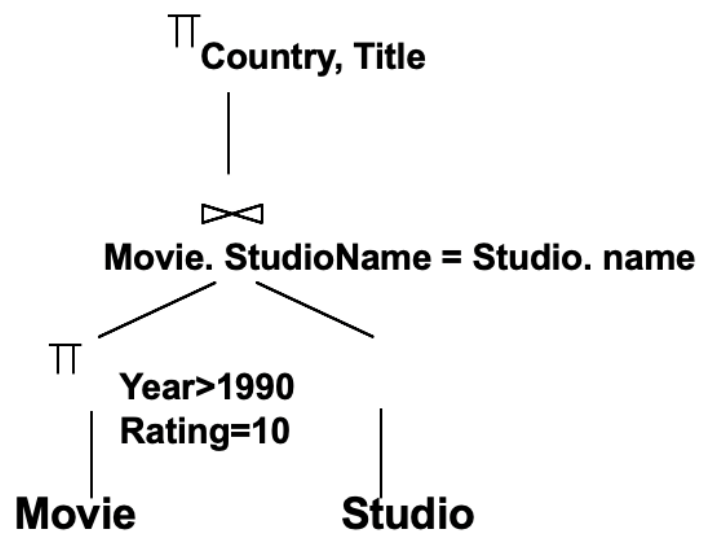 π Country, Title
⋈
Movie. StudioName = Studio. name
π Year>1990
Rating=10
Movie Studio